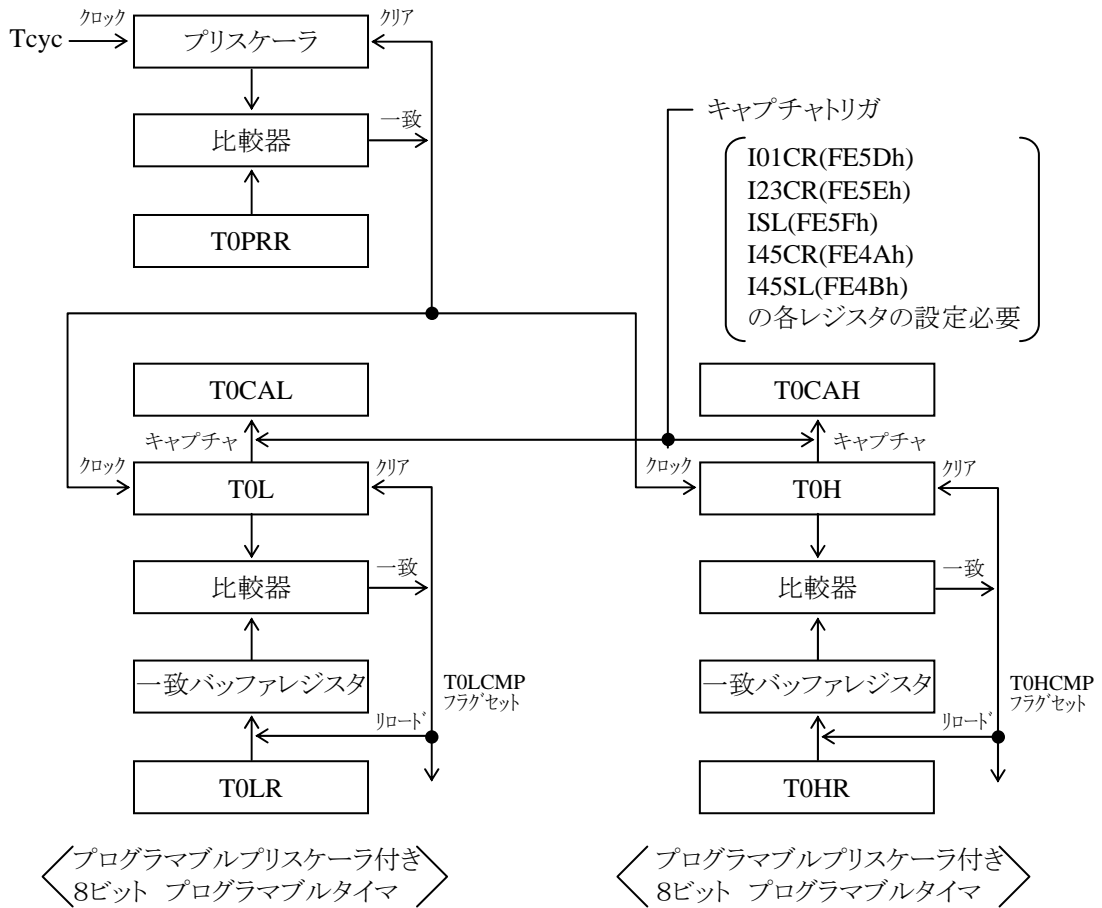 クロック
クリア
Tcyc
プリスケーラ
比較器
一致
T0PRR
キャプチャトリガ
I01CR(FE5Dh)
I23CR(FE5Eh)
ISL(FE5Fh)
I45CR(FE4Ah)
I45SL(FE4Bh)
の各レジスタの設定必要
T0CAL
キャプチャ
クロック
T0L
クリア
比較器
一致
一致バッファレジスタ
T0LCMP
フラグセット
リロード
T0LR
プログラマブルプリスケーラ付き
8ビット プログラマブルタイマ
T0CAH
キャプチャ
クロック
T0H
クリア
比較器
一致
一致バッファレジスタ
T0HCMP
フラグセット
リロード
T0HR
プログラマブルプリスケーラ付き
8ビット プログラマブルタイマ